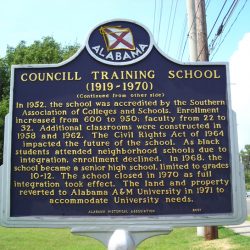 ALABAMA
COUNCILL TRAINING SCHOOL
(1919-1970)
(Continued from other side)
In 1952, the school was accredited by the Southern
Association of Colleges and Schools. Enrollment
increased from 600 to 950; faculty from 22 to
32. Additional classrooms were constructed in
1958 and 1962. The Civil Rights Act of 1964
impacted the future of the school. As black
students attended neighborhood schools due to
integration, enrollment declined. In 1968, the
school became a senior high school, limited to grades
10-12. The school closed in 1970 as full
integration took effect. The land and property
reverted to Alabama A&M University in 1971 to
accommodate University needs.
ALABAMA HISTORICAL ASSOCIATION